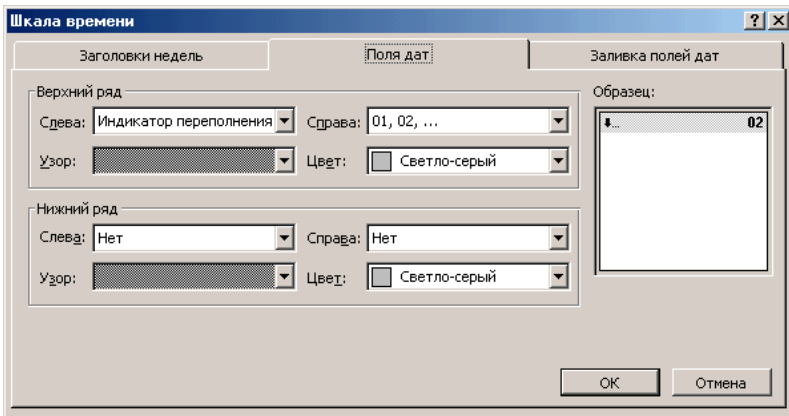 Шкала времени
Заголовки недель Поля дат Заливка полей дат
Верхний ряд
Слева: Индикатор переполнения Справа: 01, 02, ...
Узор: Цвет: Светло-серый
Нижний ряд
Слева: Нет Справа: Нет
Узор: Цвет: Светло-серый
Образец:
... 02
ОК Отмена